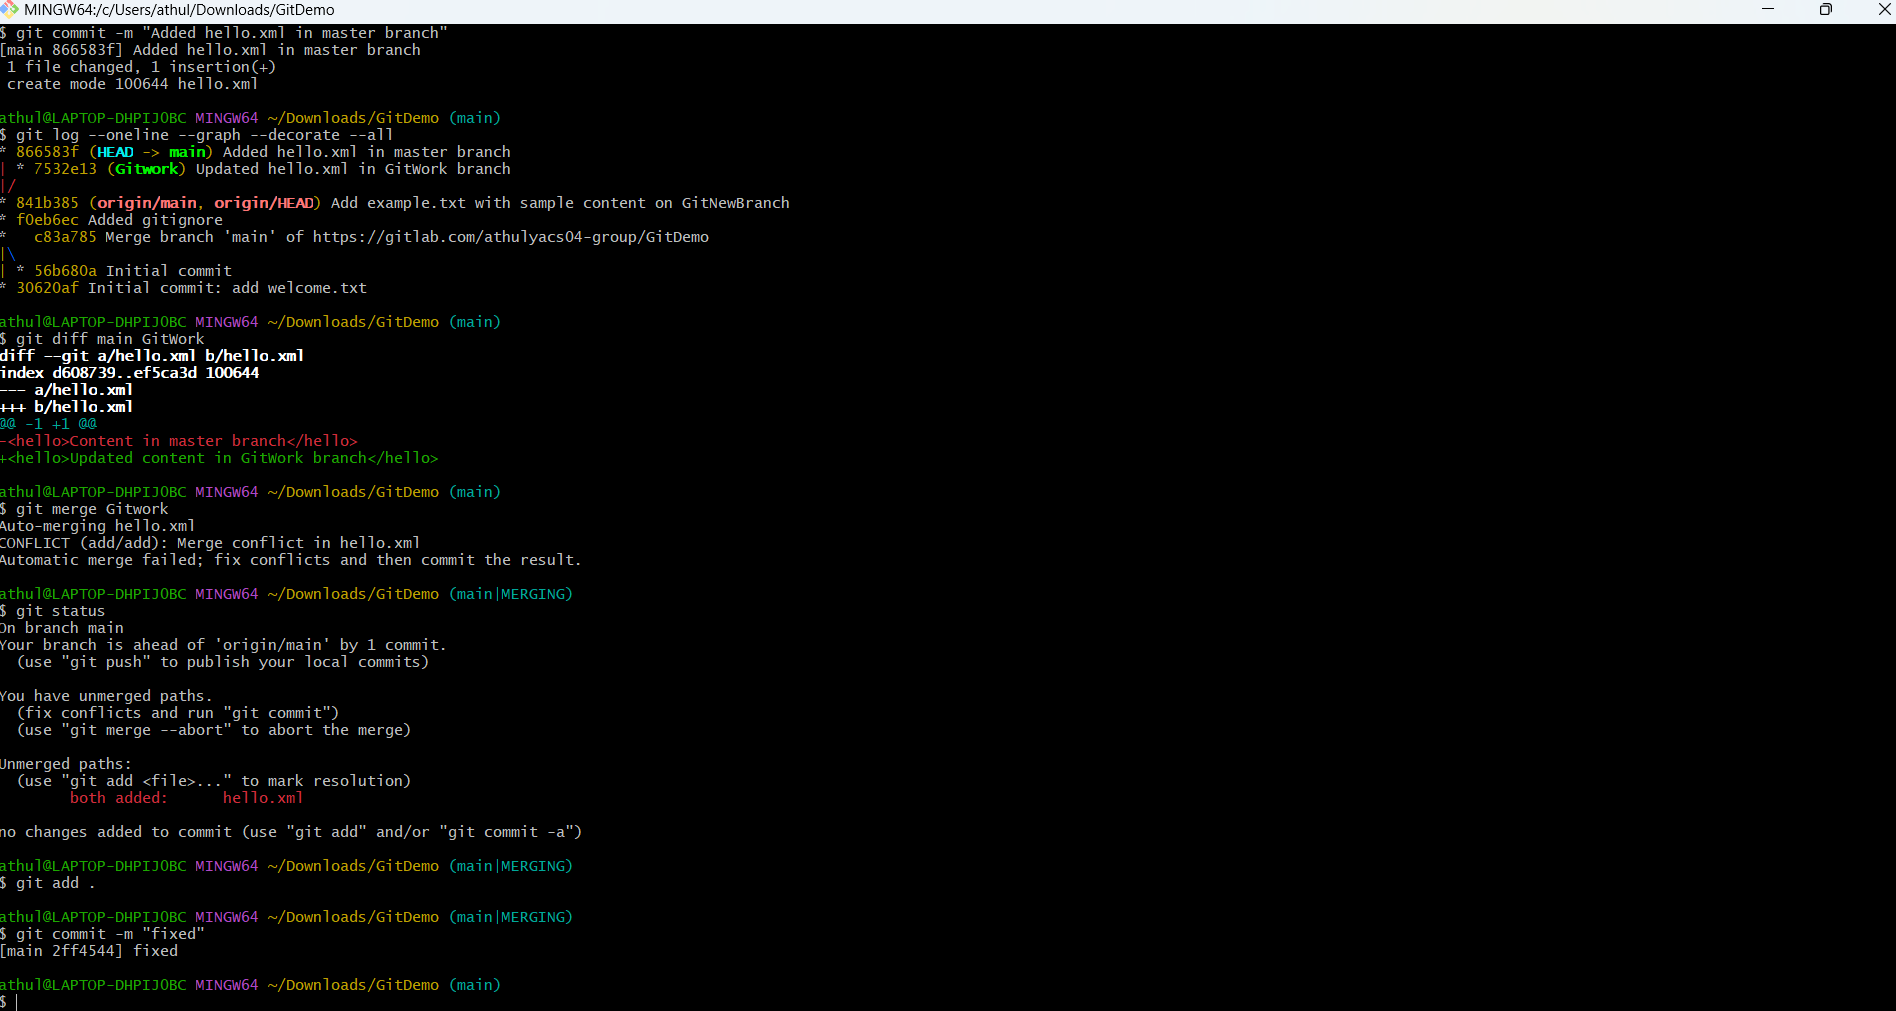 MINGW64:/c/Users/athul/Downloads/GitDemo
$ git commit -m "Added hello.xml in master branch"
[main 866583f] Added hello.xml in master branch
 1 file changed, 1 insertion(+)
 create mode 100644 hello.xml
athul@LAPTOP-DHPIJ0BC MINGW64 ~/Downloads/GitDemo (main)
$ git log --oneline --graph --decorate --all
* 866583f (HEAD -> main) Added hello.xml in master branch
| * 7532e13 (Gitwork) Updated hello.xml in GitWork branch
|/
* 841b385 (origin/main, origin/HEAD) Add example.txt with sample content on GitNewBranch
* f0eb6ec Added gitignore
*   c83a785 Merge branch 'main' of https://gitlab.com/athulyacs04-group/GitDemo
|\
| * 56b680a Initial commit
* 30620af Initial commit: add welcome.txt
athul@LAPTOP-DHPIJ0BC MINGW64 ~/Downloads/GitDemo (main)
$ git diff main GitWork
diff --git a/hello.xml b/hello.xml
index d608739..ef5ca3d 100644
--- a/hello.xml
+++ b/hello.xml
@@ -1 +1 @@
-<hello>Content in master branch</hello>
+<hello>Updated content in GitWork branch</hello>
athul@LAPTOP-DHPIJ0BC MINGW64 ~/Downloads/GitDemo (main)
$ git merge Gitwork
Auto-merging hello.xml
CONFLICT (add/add): Merge conflict in hello.xml
Automatic merge failed; fix conflicts and then commit the result.
athul@LAPTOP-DHPIJ0BC MINGW64 ~/Downloads/GitDemo (main|MERGING)
$ git status
On branch main
Your branch is ahead of 'origin/main' by 1 commit.
  (use "git push" to publish your local commits)
You have unmerged paths.
  (fix conflicts and run "git commit")
  (use "git merge --abort" to abort the merge)
Unmerged paths:
  (use "git add <file>..." to mark resolution)
        both added:      hello.xml
no changes added to commit (use "git add" and/or "git commit -a")
athul@LAPTOP-DHPIJ0BC MINGW64 ~/Downloads/GitDemo (main|MERGING)
$ git add .
athul@LAPTOP-DHPIJ0BC MINGW64 ~/Downloads/GitDemo (main|MERGING)
$ git commit -m "fixed"
[main 2ff4544] fixed
athul@LAPTOP-DHPIJ0BC MINGW64 ~/Downloads/GitDemo (main)
$